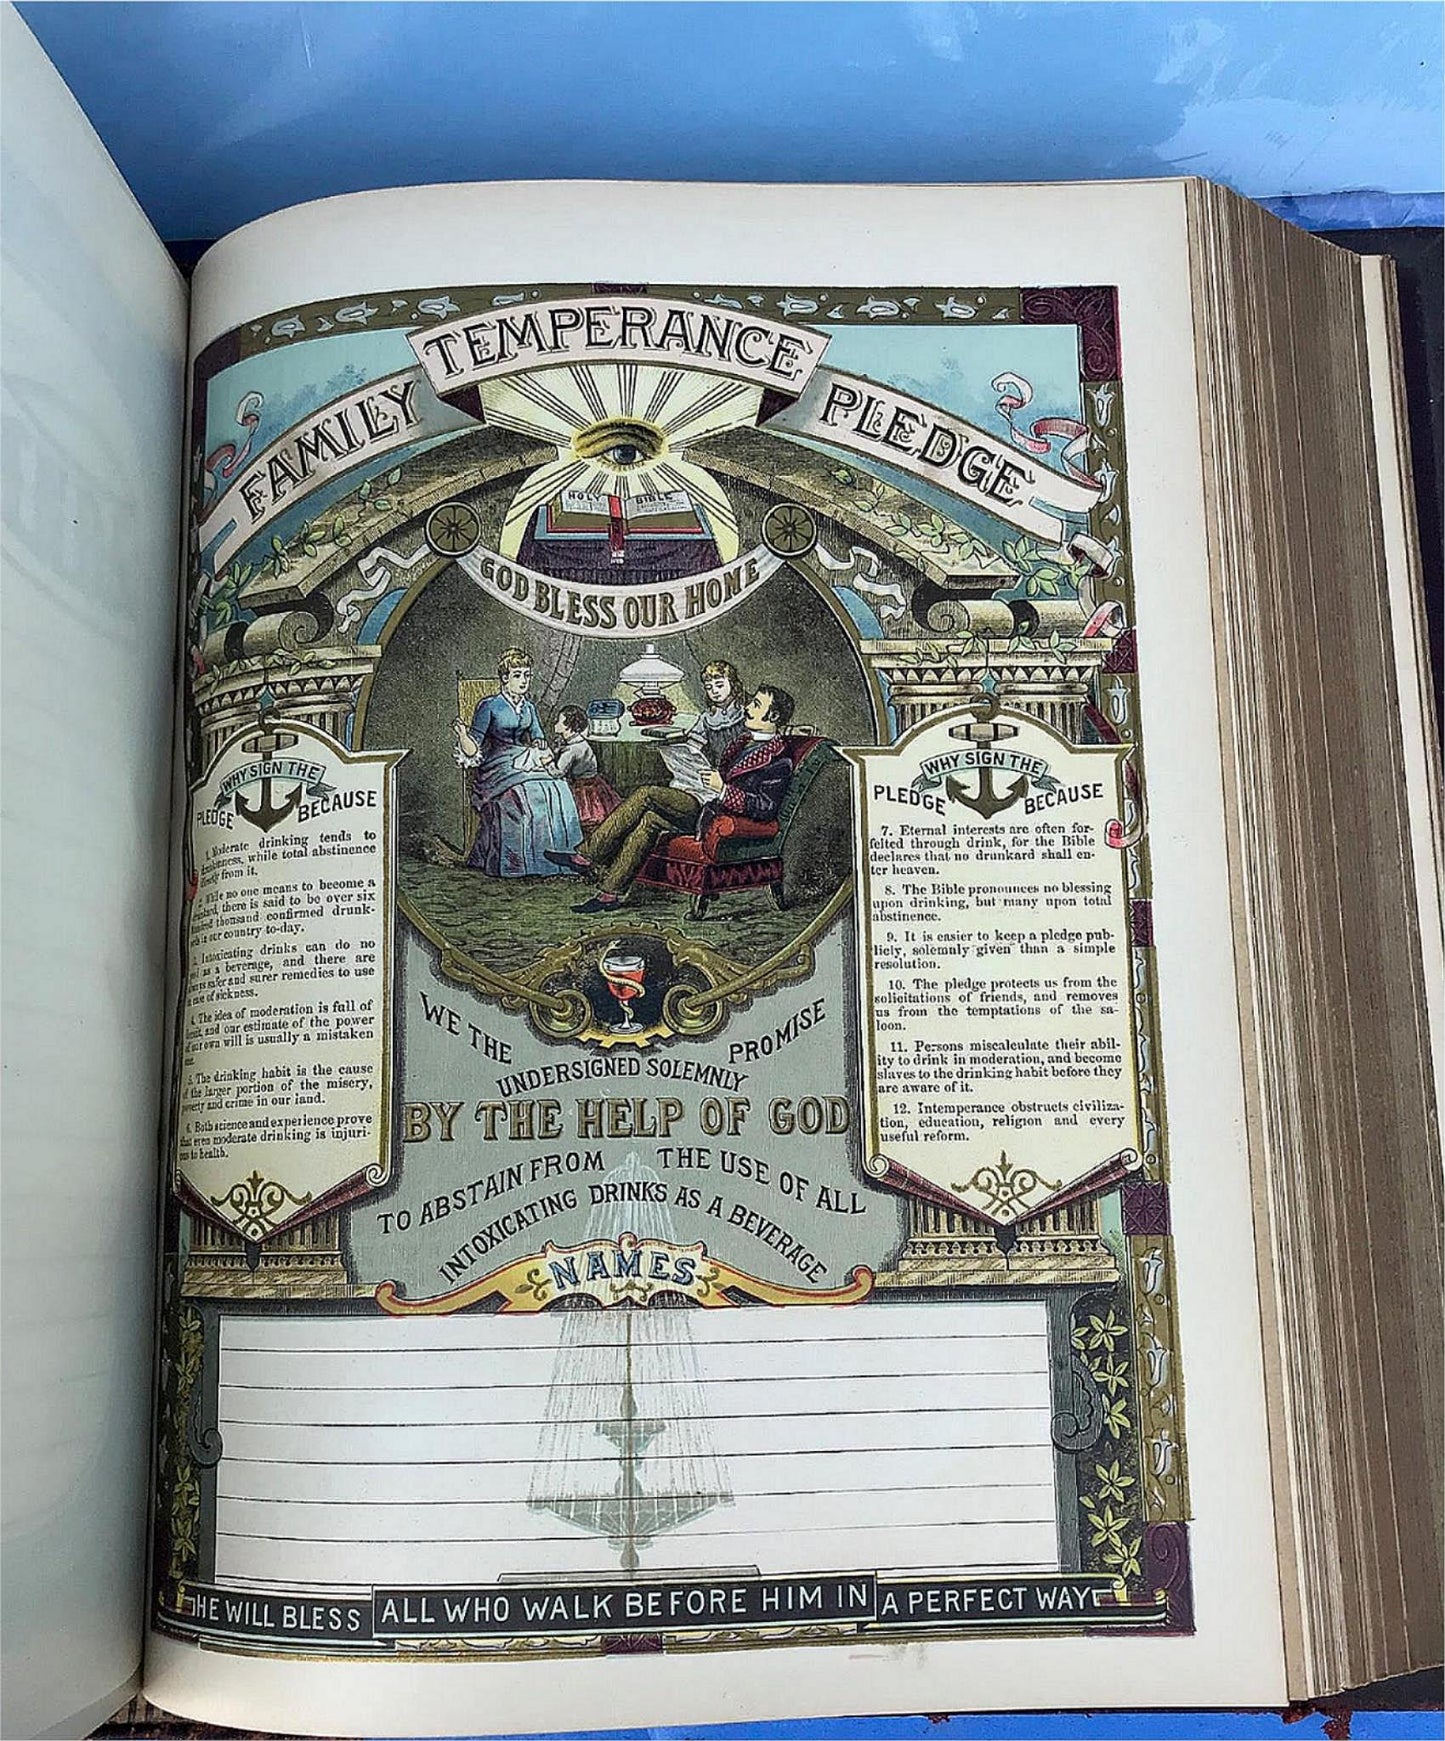 FAMILY TEMPERANCE PLEDGE
HOLY BIBLE
GOD BLESS OUR HOME
WHY SIGN THE
PLEDGE BECAUSE
1. Moderate drinking tends to
drunkenness, while total abstinence
directly from it.
2. While no one means to become a
drunkard, there is said to be over six
hundred thousand confirmed drunk-
ards in our country to-day.
3. Intoxicating drinks can do no
good as a beverage, and there are
always safer and surer remedies to use
in case of sickness.
4. The idea of moderation is full of
deceit, and our estimate of the power
of our own will is usually a mistaken
one.
5. The drinking habit is the cause
of the larger portion of the misery,
poverty and crime in our land.
6. Both science and experience prove
that even moderate drinking is injuri-
ous to health.
WHY SIGN THE
PLEDGE BECAUSE
7. Eternal interests are often for-
feited through drink, for the Bible
declares that no drunkard shall en-
ter heaven.
8. The Bible pronounces no blessing
upon drinking, but many upon total
abstinence.
9. It is easier to keep a pledge pub-
licly, solemnly given than a simple
resolution.
10. The pledge protects us from the
solicitations of friends, and removes
us from the temptations of the sa-
loon.
11. Persons miscalculate their abil-
ity to drink in moderation, and become
slaves to the drinking habit before they
are aware of it.
12. Intemperance obstructs civiliza-
tion, education, religion and every
useful reform.
WE THE UNDERSIGNED SOLEMNLY PROMISE
BY THE HELP OF GOD
TO ABSTAIN FROM THE USE OF ALL
INTOXICATING DRINKS AS A BEVERAGE
NAMES
HE WILL BLESS ALL WHO WALK BEFORE HIM IN A PERFECT WAY